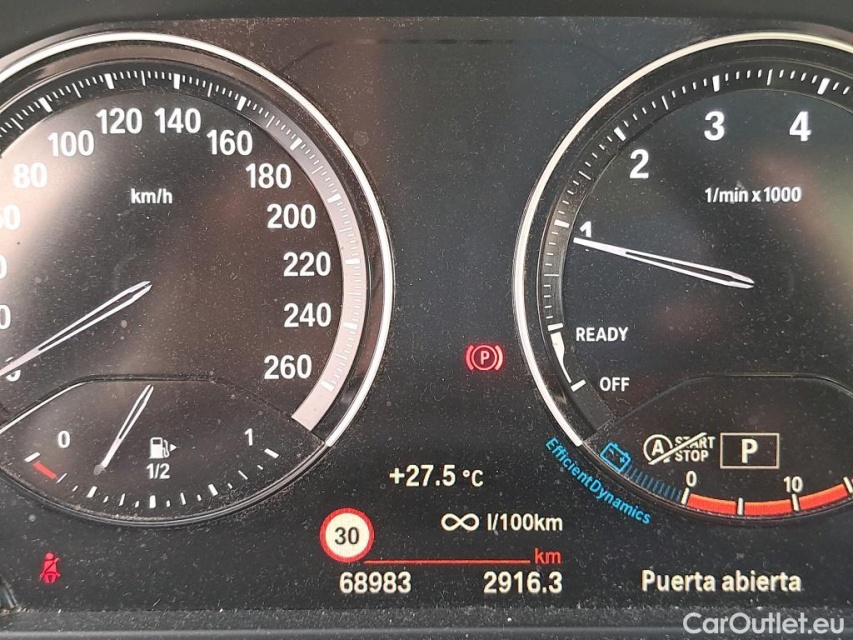 80
100
120
140
160
180
200
220
240
260
km/h
0
1/2
1
+27.5 °C
30
∞ l/100km
km
68983
2916.3
P
1
2
3
4
1/min x 1000
READY
OFF
A
START
STOP
P
0
10
EfficientDynamics
Puerta abierta
CarOutlet.eu